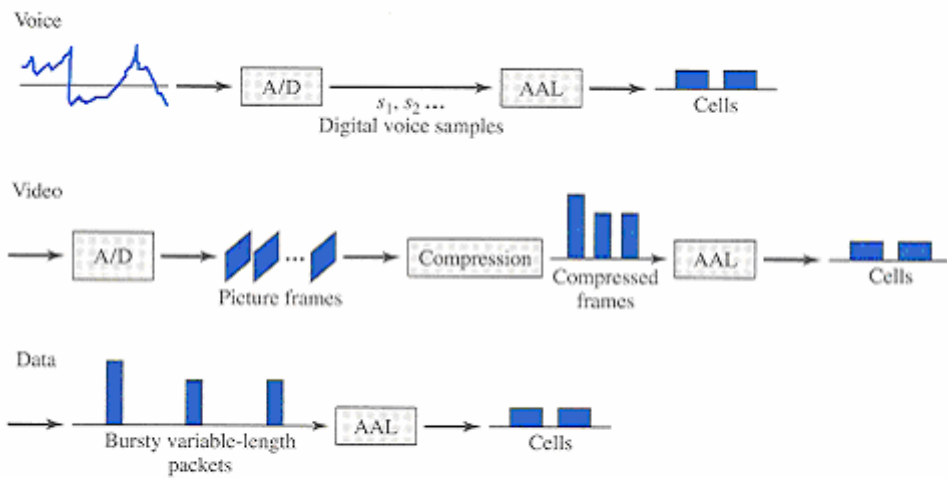 Voice
A/D
s1, s2 ...
Digital voice samples
AAL
Cells
Video
A/D
...
Picture frames
Compression
Compressed
frames
AAL
Cells
Data
Bursty variable-length
packets
AAL
Cells